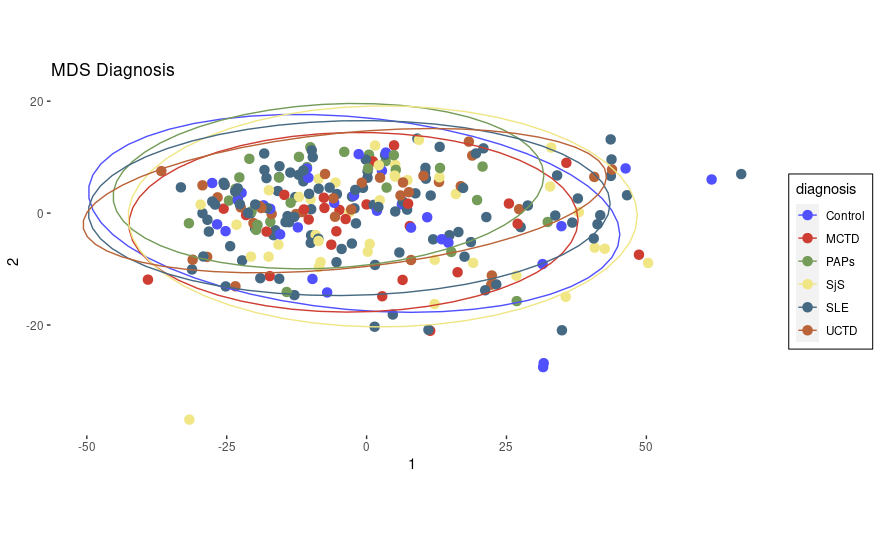 MDS Diagnosis
20
0
-20
2
-50
-25
0
25
50
1
diagnosis
Control
MCTD
PAPs
SjS
SLE
UCTD